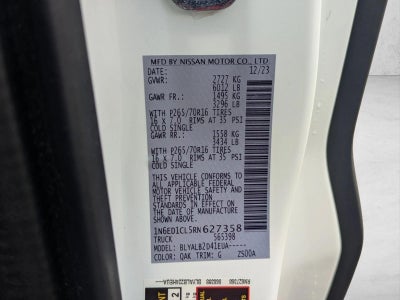 MFD BY NISSAN MOTOR CO., LTD.
DATE: 12/23
GVWR: 2727 KG
6012 LB
GAWR FR.: 1495 KG
3296 LB
WITH P265/70R16 TIRES
16 X 7.0 RIMS AT 35 PSI
COLD SINGLE
GAWR RR.: 1558 KG
3434 LB
WITH P265/70R16 TIRES
16 X 7.0 RIMS AT 35 PSI
COLD SINGLE
THIS VEHICLE CONFORMS TO
ALL APPLICABLE FEDERAL
MOTOR VEHICLE SAFETY AND
THEFT PREVENTION
STANDARDS IN EFFECT ON
THE DATE OF MANUFACTURE
SHOWN ABOVE.
1N6ED1CL5RN627358
TRUCK 565398
MODEL: BLYALB2D41EUA-----
COLOR: QAK TRIM: G ZSD0A